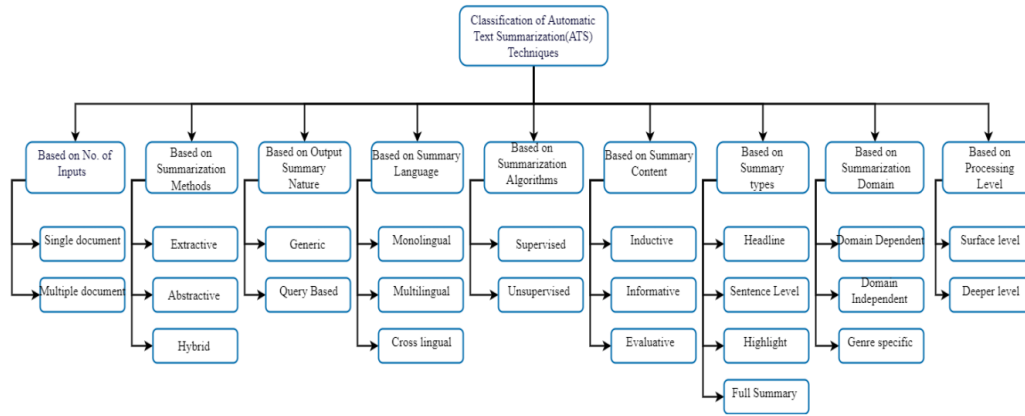 Classification of Automatic
Text Summarization(ATS)
Techniques
Based on No. of
Inputs
Single document
Multiple document
Based on
Summarization
Methods
Extractive
Abstractive
Hybrid
Based on Output
Summary
Nature
Generic
Query Based
Based on Summary
Language
Monolingual
Multilingual
Cross lingual
Based on
Summarization
Algorithms
Supervised
Unsupervised
Based on Summary
Content
Inductive
Informative
Evaluative
Based on
Summary
types
Headline
Sentence Level
Highlight
Full Summary
Based on
Summarization
Domain
Domain Dependent
Domain
Independent
Genre specific
Based on
Processing
Level
Surface level
Deeper level